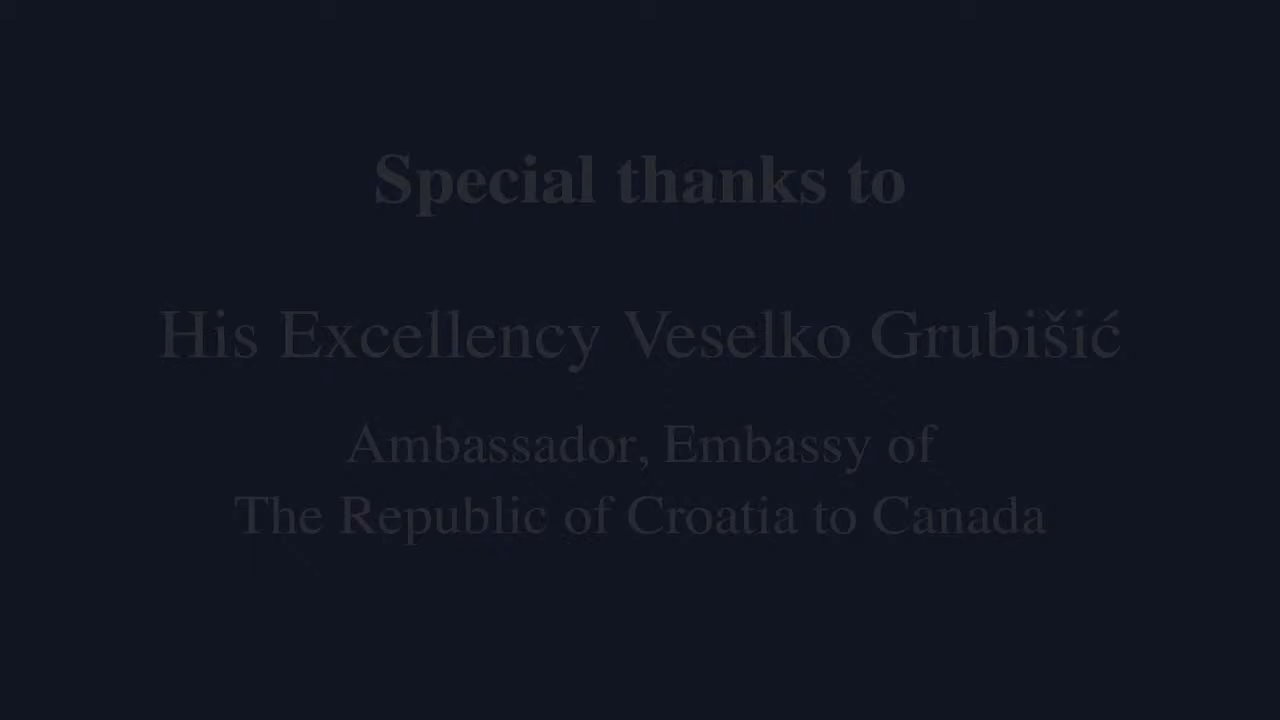 Special thanks to
His Excellency Veselko Grubišić
Ambassador, Embassy of
The Republic of Croatia to Canada